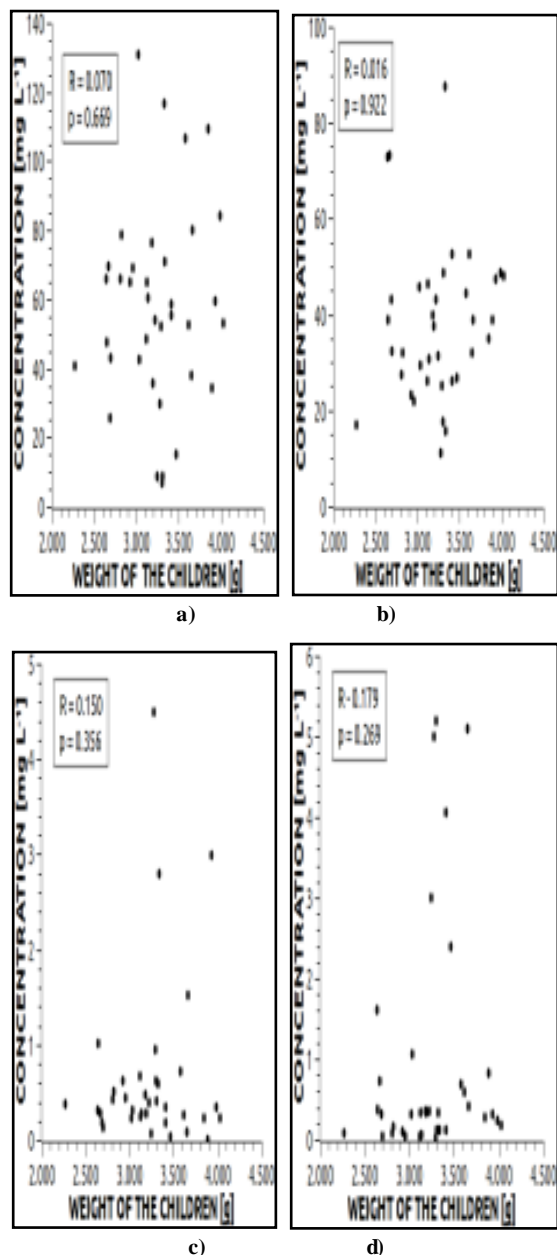 CONCENTRATION [mg L⁻¹]
140
120
100
80
60
40
20
0
R = 0.070
p = 0.669
2.000 2.500 3.000 3.500 4.000 4.500
WEIGHT OF THE CHILDREN [g]
a)
CONCENTRATION [mg L⁻¹]
100
80
60
40
20
0
R = 0.016
p = 0.922
2.000 2.500 3.000 3.500 4.000 4.500
WEIGHT OF THE CHILDREN [g]
b)
CONCENTRATION [mg L⁻¹]
5
4
3
2
1
0
R = 0.150
p = 0.356
2.000 2.500 3.000 3.500 4.000 4.500
WEIGHT OF THE CHILDREN [g]
c)
CONCENTRATION [mg L⁻¹]
6
5
4
3
2
1
0
R - 0.179
p = 0.269
2.000 2.500 3.000 3.500 4.000 4.500
WEIGHT OF THE CHILDREN [g]
d)